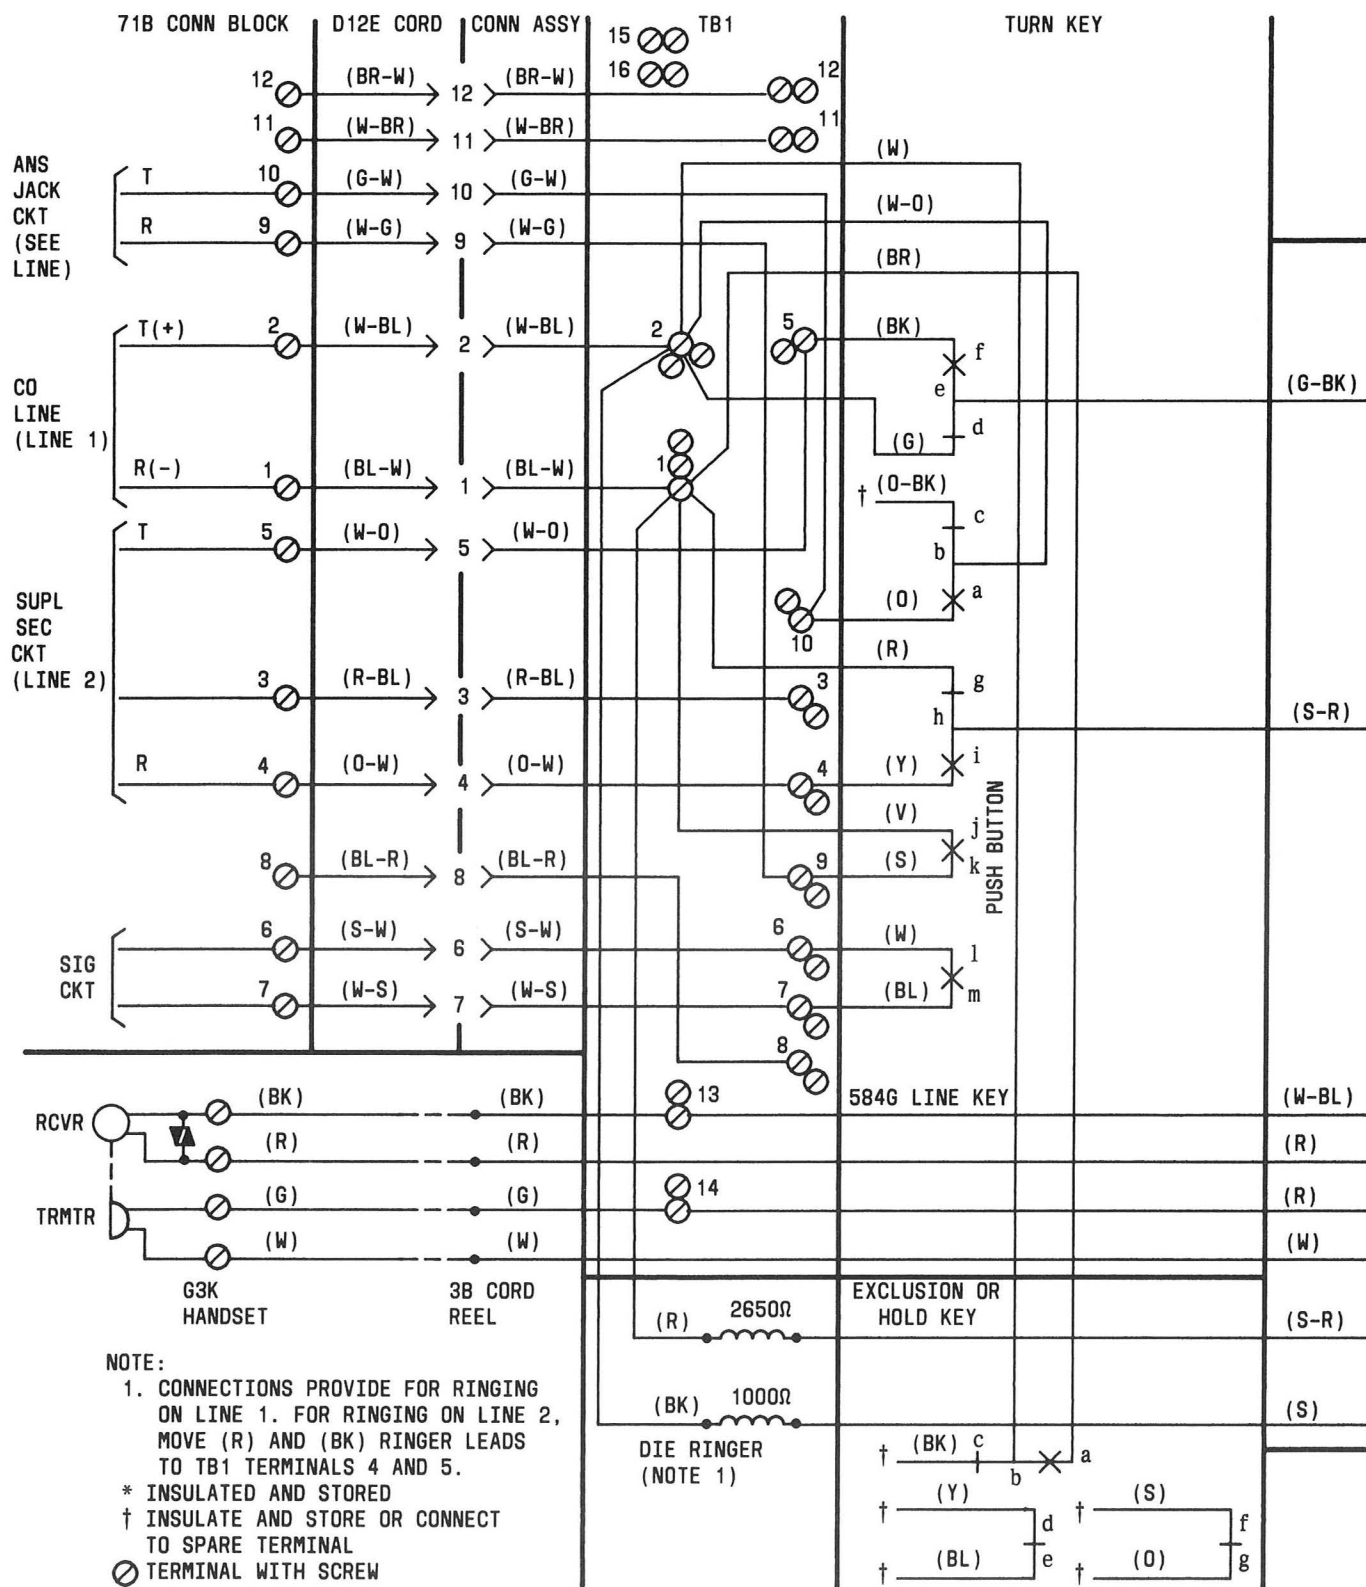 71B CONN BLOCK
D12E CORD
CONN ASSY
TB1
TURN KEY
15
16
12
(BR-W)
12
(BR-W)
12
11
(W-BR)
11
(W-BR)
11
ANS
JACK
CKT
(SEE
LINE)
T
10
(G-W)
10
(G-W)
R
9
(W-G)
9
(W-G)
(W)
(W-O)
(BR)
CO
LINE
(LINE 1)
T(+)
2
(W-BL)
2
(W-BL)
2
5
(BK)
f
e
d
(G)
(G-BK)
R(-)
1
(BL-W)
1
(BL-W)
1
† (O-BK)
c
b
a
(O)
10
SUPL
SEC
CKT
(LINE 2)
T
5
(W-O)
5
(W-O)
3
(R-BL)
3
(R-BL)
3
(R)
g
h
i
(S-R)
R
4
(O-W)
4
(O-W)
4
(Y)
PUSH BUTTON
(V)
j
k
8
(BL-R)
8
(BL-R)
9
(S)
SIG
CKT
6
(S-W)
6
(S-W)
6
(W)
l
m
7
(W-S)
7
(W-S)
7
(BL)
8
584G LINE KEY
RCVR
(BK)
(BK)
13
(W-BL)
(R)
(R)
(R)
TRMTR
(G)
(G)
14
(R)
(W)
(W)
(W)
G3K
HANDSET
3B CORD
REEL
EXCLUSION OR
HOLD KEY
(R)
2650Ω
(S-R)
(BK)
1000Ω
(S)
DIE RINGER
(NOTE 1)
† (BK)
c
b
a
† (Y)
d
e
† (BL)
† (S)
f
g
† (O)
NOTE:
1. CONNECTIONS PROVIDE FOR RINGING
ON LINE 1. FOR RINGING ON LINE 2,
MOVE (R) AND (BK) RINGER LEADS
TO TB1 TERMINALS 4 AND 5.
* INSULATED AND STORED
† INSULATE AND STORE OR CONNECT
TO SPARE TERMINAL
TERMINAL WITH SCREW